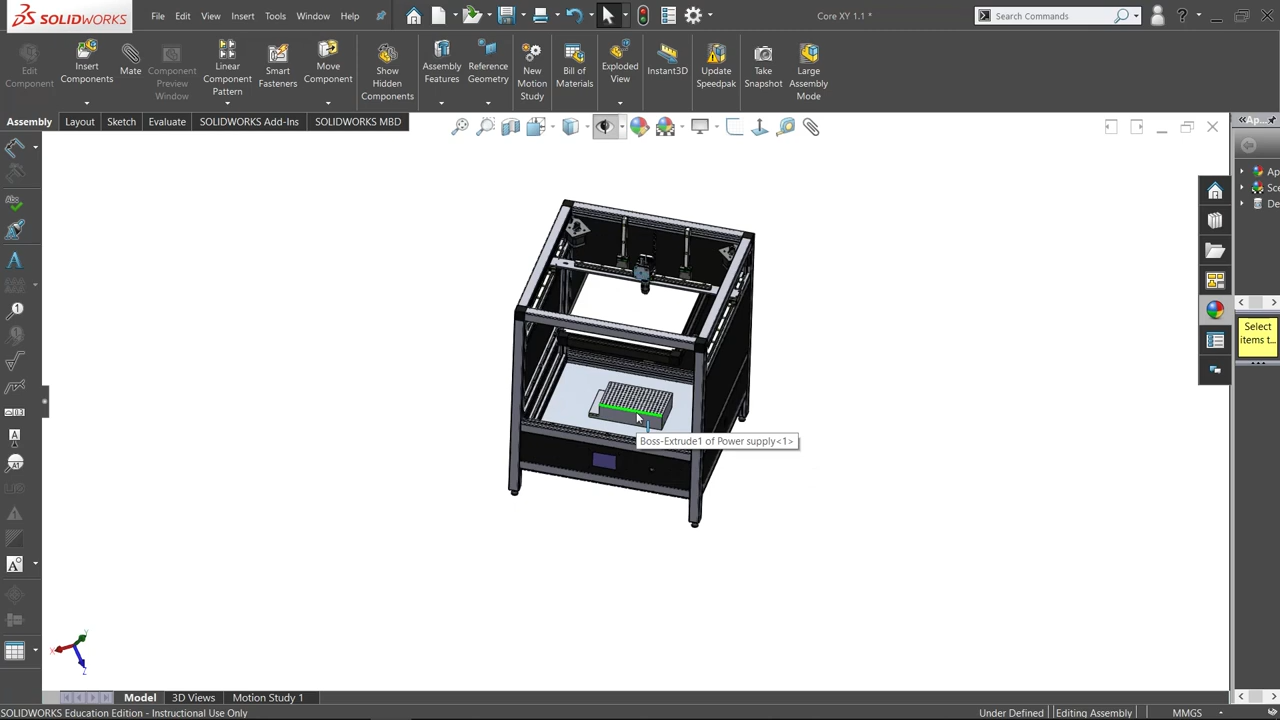 SOLIDWORKS File Edit View Insert Tools Window Help Core XY 1.1 * Search Commands ?
Edit Component
Insert Components
Mate
Component Preview Window
Linear Component Pattern
Smart Fasteners
Move Component
Show Hidden Components
Assembly Features
Reference Geometry
New Motion Study
Bill of Materials
Exploded View
Instant3D
Update Speedpak
Take Snapshot
Large Assembly Mode
Assembly Layout Sketch Evaluate SOLIDWORKS Add-Ins SOLIDWORKS MBD
«Ap...
Ap
Sce
De
Select
items t...
Boss-Extrude1 of Power supply<1>
Y
X
Z
Model 3D Views Motion Study 1
SOLIDWORKS Education Edition - Instructional Use Only Under Defined Editing Assembly MMGS